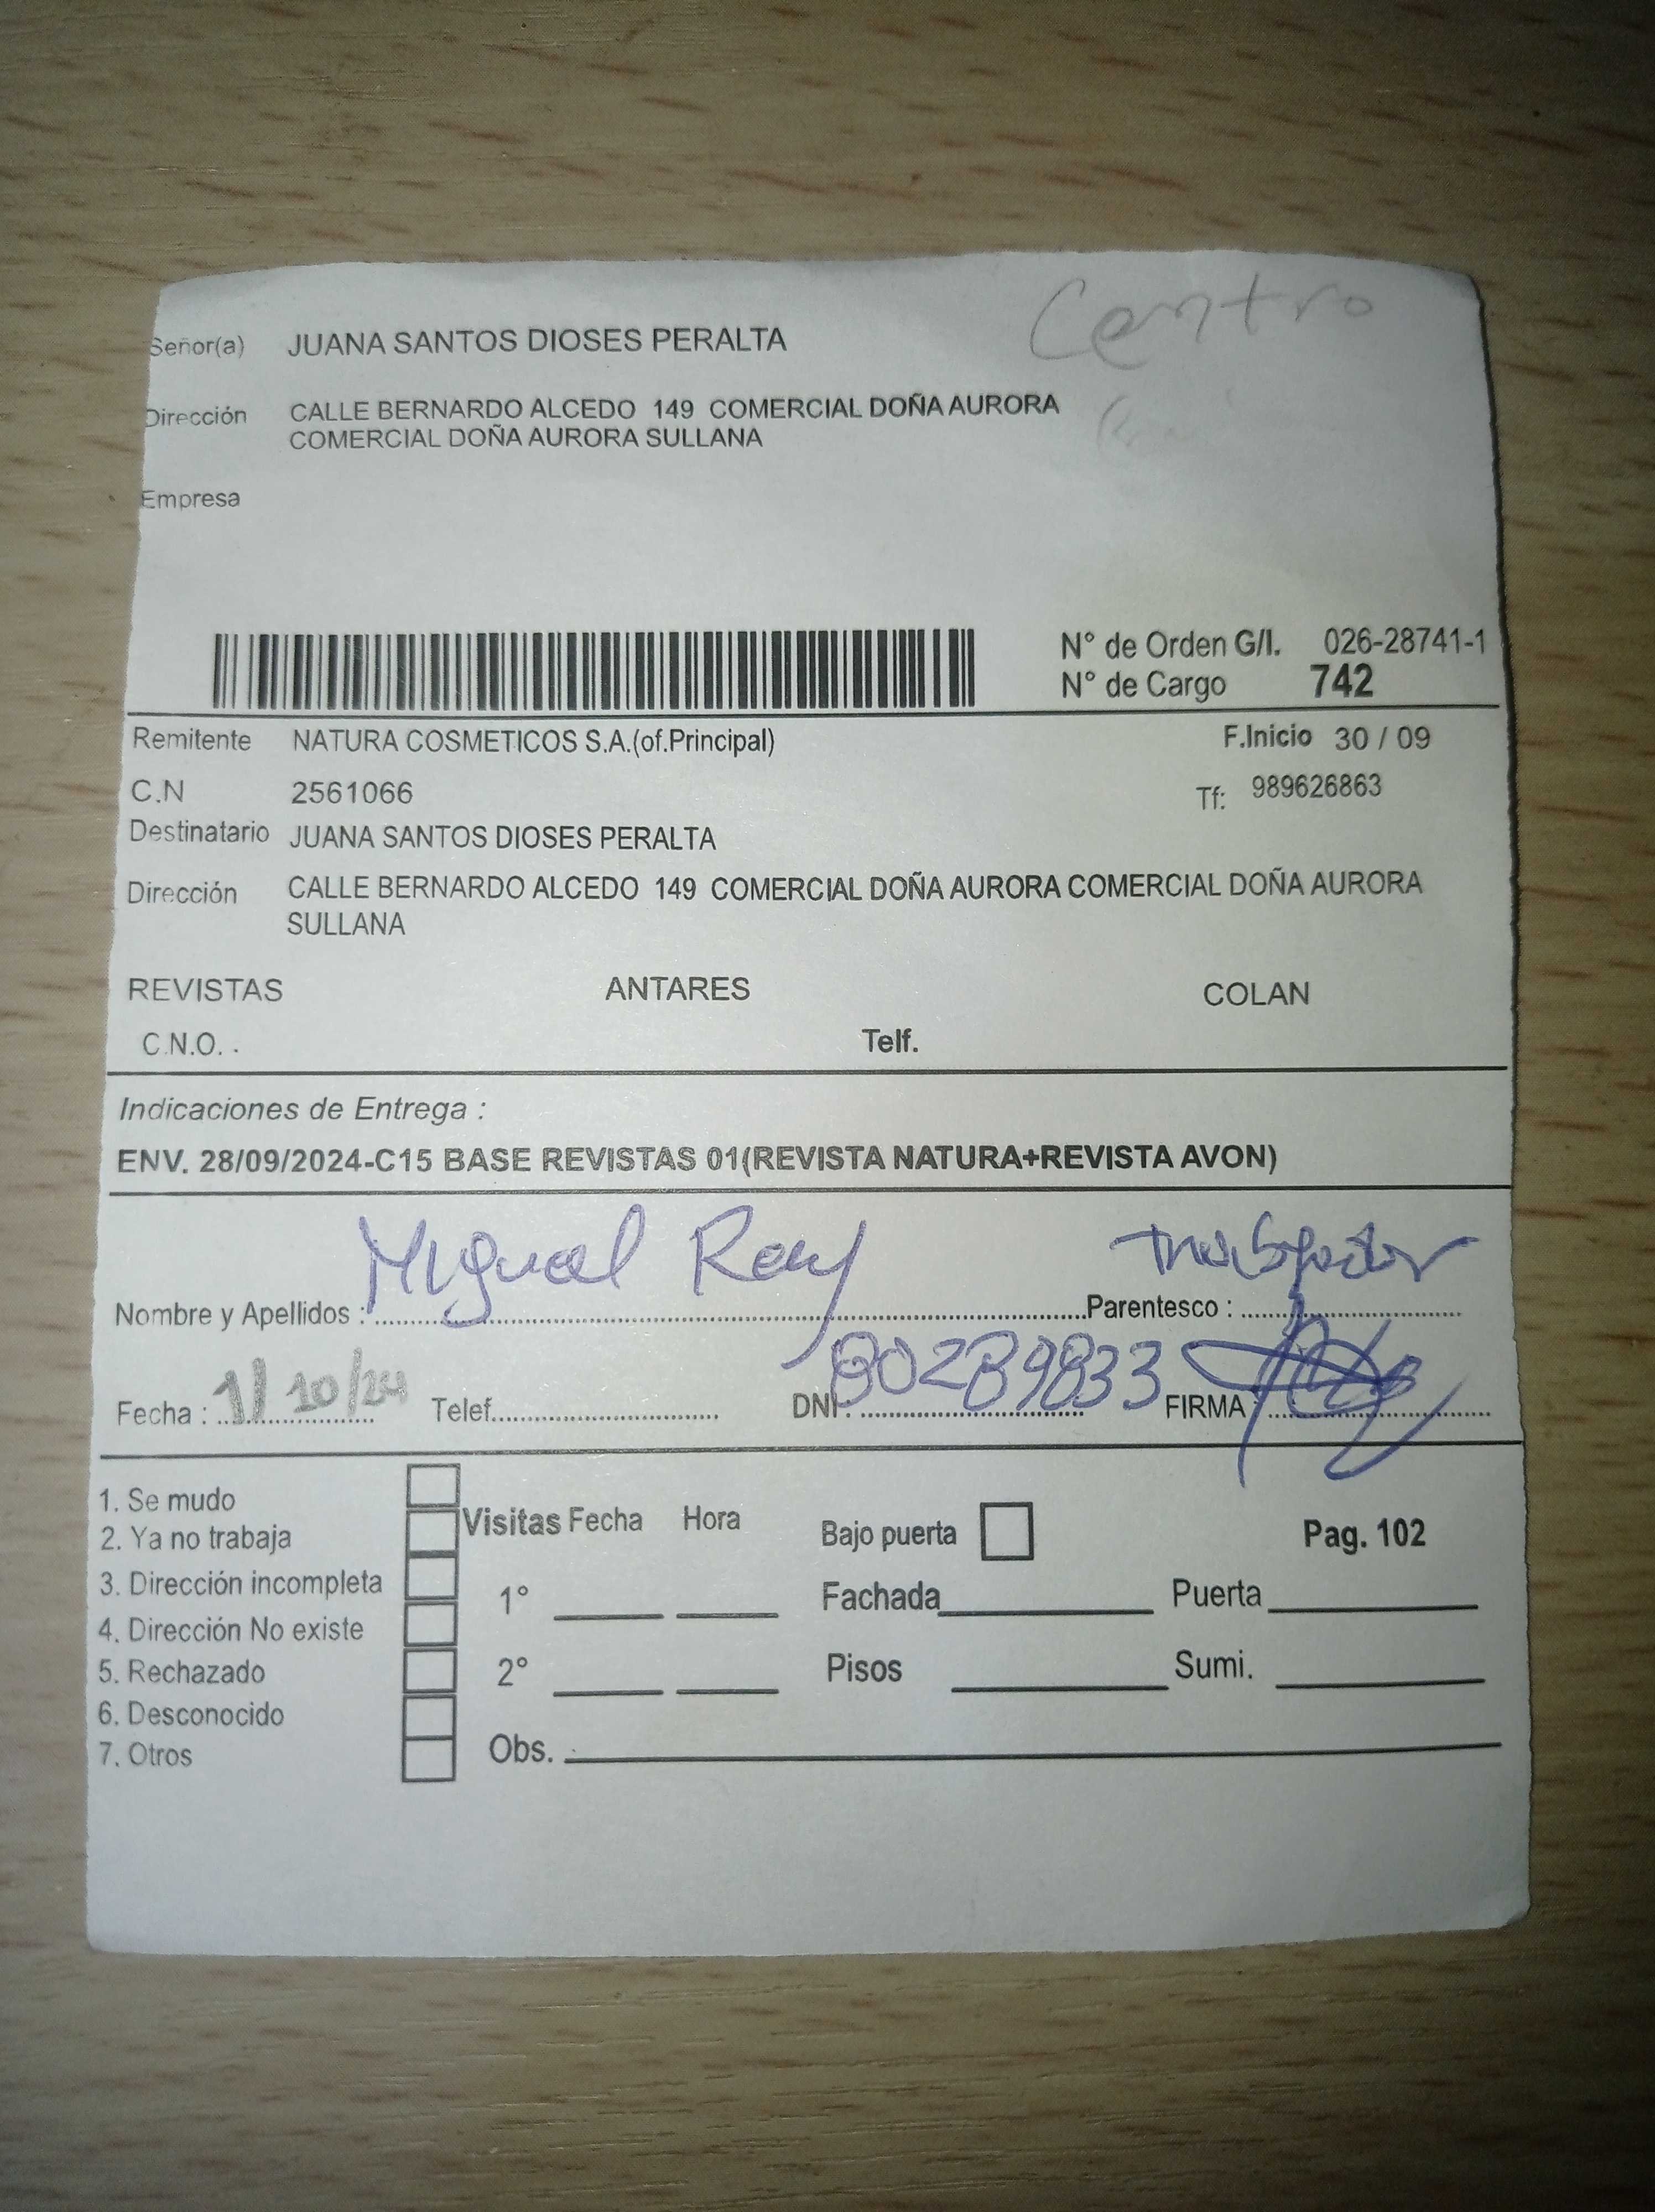 Centro
Señor(a) JUANA SANTOS DIOSES PERALTA
Dirección CALLE BERNARDO ALCEDO 149 COMERCIAL DOÑA AURORA
COMERCIAL DOÑA AURORA SULLANA
Empresa
N° de Orden G/I. 026-28741-1
N° de Cargo 742
Remitente NATURA COSMETICOS S.A.(of.Principal) F.Inicio 30 / 09
C.N 2561066 Tf: 989626863
Destinatario JUANA SANTOS DIOSES PERALTA
Dirección CALLE BERNARDO ALCEDO 149 COMERCIAL DOÑA AURORA COMERCIAL DOÑA AURORA
SULLANA
REVISTAS ANTARES COLAN
C.N.O. . Telf.
Indicaciones de Entrega :
ENV. 28/09/2024-C15 BASE REVISTAS 01(REVISTA NATURA+REVISTA AVON)
Nombre y Apellidos : Miguel Parentesco : trabajador
Fecha : 1/10/24 Telef. DNI : FIRMA :
1. Se mudo
2. Ya no trabaja
3. Dirección incompleta
4. Dirección No existe
5. Rechazado
6. Desconocido
7. Otros
Visitas Fecha Hora Bajo puerta Pag. 102
1° Fachada Puerta
2° Pisos Sumi.
Obs.